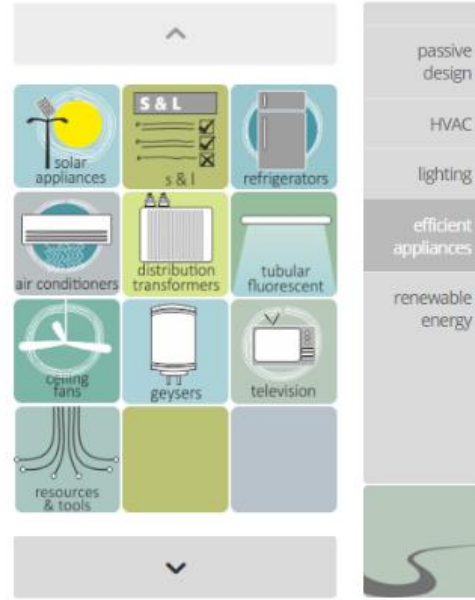 solar
appliances
S & L
s & l
refrigerators
air conditioners
distribution
transformers
tubular
fluorescent
ceiling
fans
geysers
television
resources
& tools
passive
design
HVAC
lighting
efficient
appliances
renewable
energy